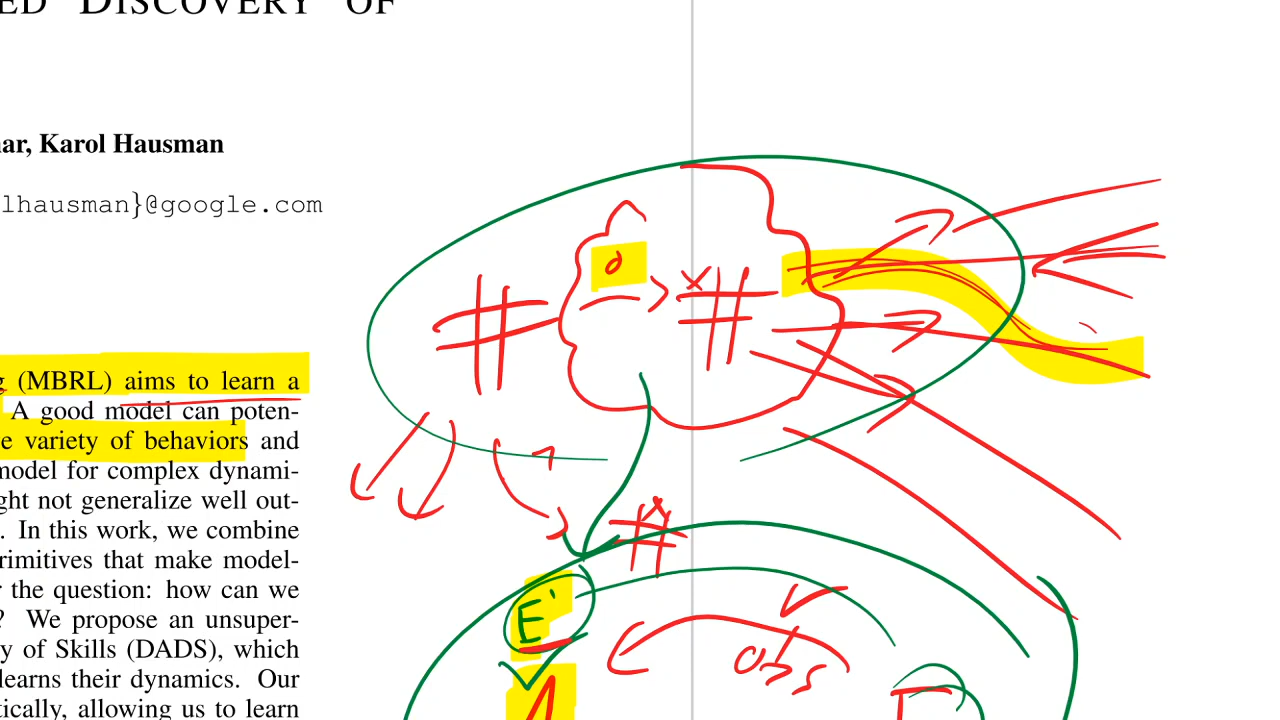 ED DISCOVERY OF
ar, Karol Hausman
lhausman}@google.com
g (MBRL) aims to learn a
A good model can poten-
e variety of behaviors and
model for complex dynami-
ght not generalize well out-
. In this work, we combine
rimitives that make model-
r the question: how can we
? We propose an unsuper-
y of Skills (DADS), which
learns their dynamics. Our
tically, allowing us to learn
E'
obs